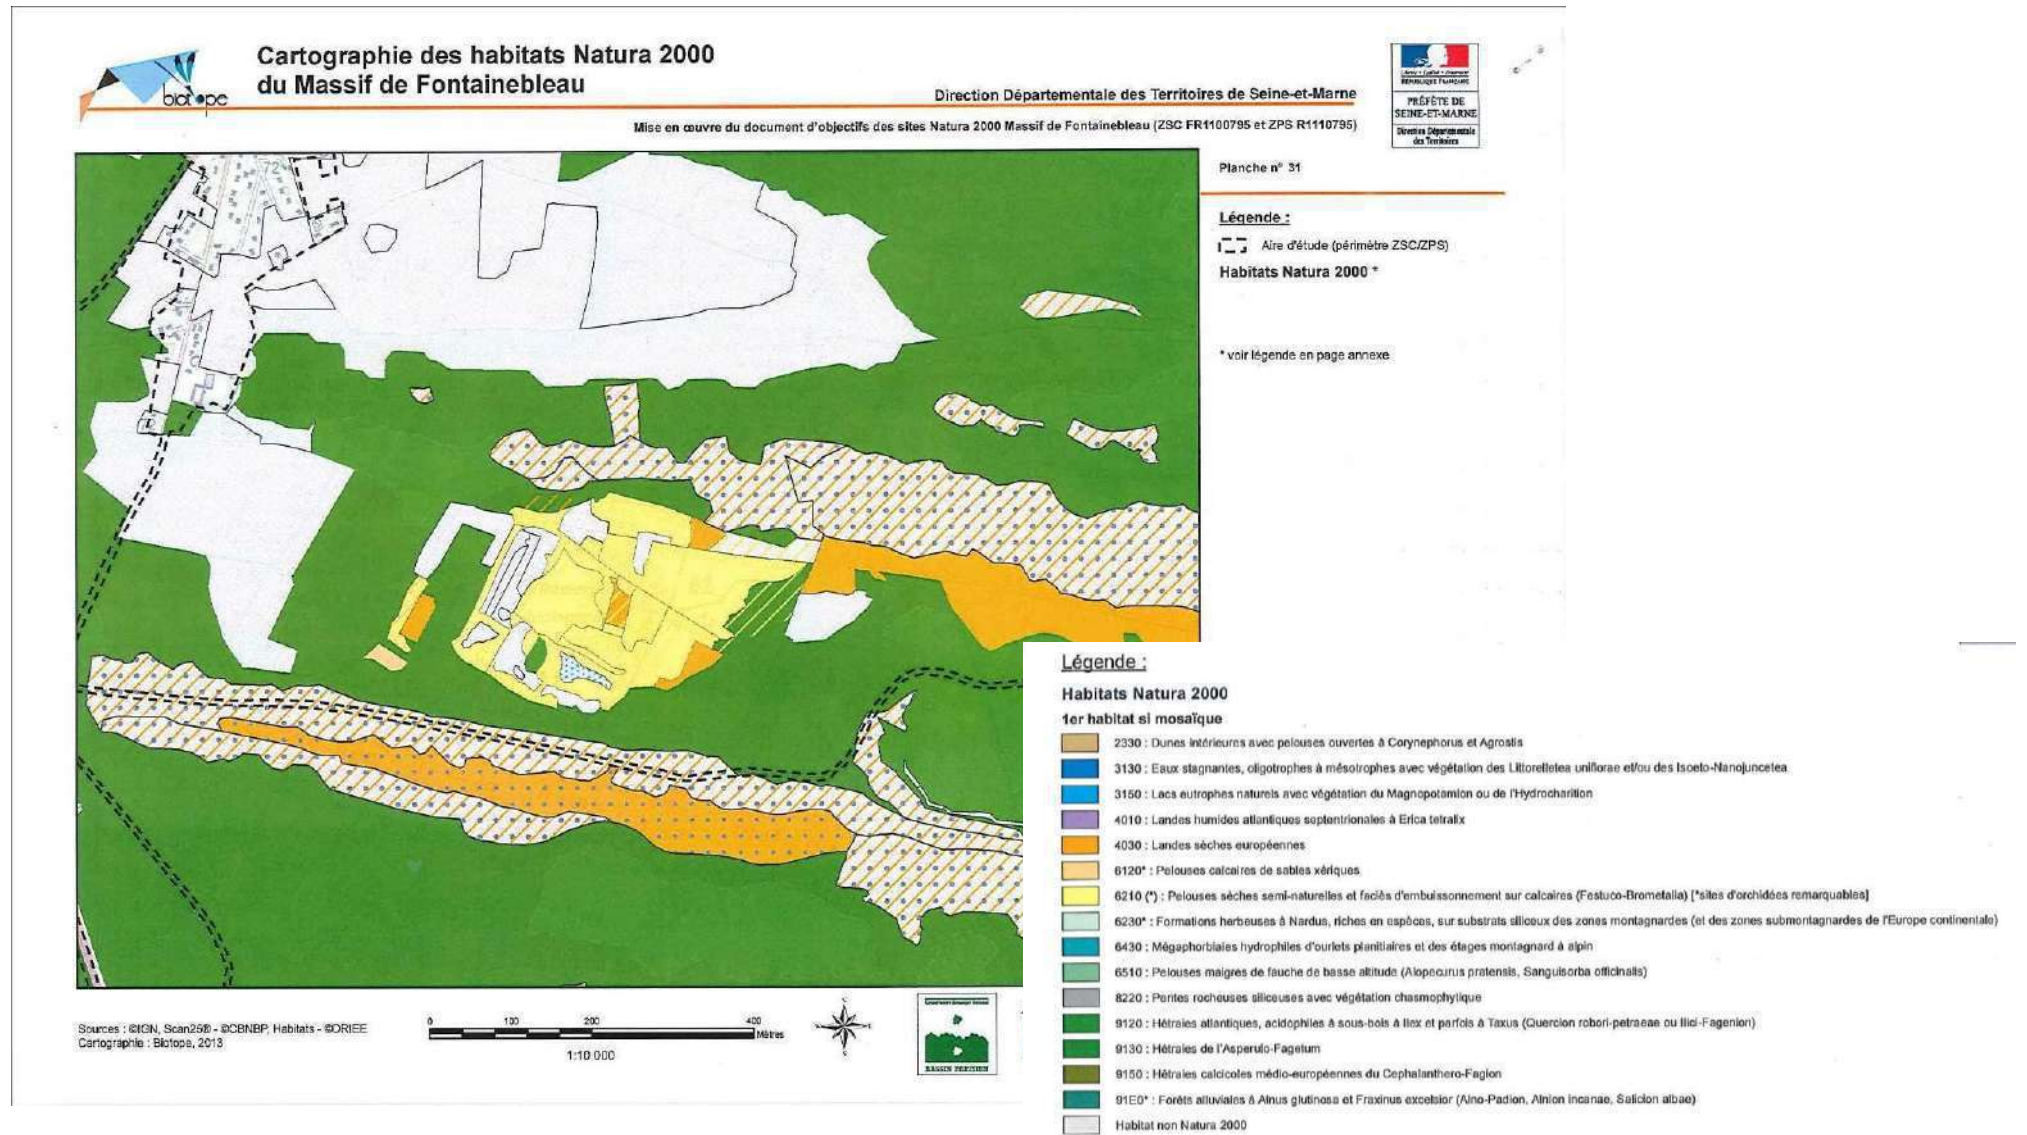 biotope
Cartographie des habitats Natura 2000
du Massif de Fontainebleau
Direction Départementale des Territoires de Seine-et-Marne
Mise en œuvre du document d'objectifs des sites Natura 2000 Massif de Fontainebleau (ZSC FR1100795 et ZPS R1110795)
Liberté • Égalité • Fraternité
RÉPUBLIQUE FRANÇAISE
PRÉFÈTE DE
SEINE-ET-MARNE
Direction Départementale
des Territoires
Planche n° 31
Légende :
Aire d'étude (périmètre ZSC/ZPS)
Habitats Natura 2000 *
* voir légende en page annexe
72
Légende :
Habitats Natura 2000
1er habitat si mosaïque
2330 : Dunes intérieures avec pelouses ouvertes à Corynephorus et Agrostis
3130 : Eaux stagnantes, oligotrophes à mésotrophes avec végétation des Littorelletea uniflorae et/ou des Isoeto-Nanojuncetea
3150 : Lacs eutrophes naturels avec végétation du Magnopotamion ou de l'Hydrocharition
4010 : Landes humides atlantiques septentrionales à Erica tetralix
4030 : Landes sèches européennes
6120* : Pelouses calcaires de sables xériques
6210 (*) : Pelouses sèches semi-naturelles et faciès d'embuissonnement sur calcaires (Festuco-Brometalia) [*sites d'orchidées remarquables]
6230* : Formations herbeuses à Nardus, riches en espèces, sur substrats siliceux des zones montagnardes (et des zones submontagnardes de l'Europe continentale)
6430 : Mégaphorbiaies hydrophiles d'ourlets planitiaires et des étages montagnard à alpin
6510 : Pelouses maigres de fauche de basse altitude (Alopecurus pratensis, Sanguisorba officinalis)
8220 : Pentes rocheuses siliceuses avec végétation chasmophytique
9120 : Hêtraies atlantiques, acidophiles à sous-bois à Ilex et parfois à Taxus (Quercion robori-petraeae ou Ilici-Fagenion)
9130 : Hêtraies de l'Asperulo-Fagetum
9150 : Hêtraies calcicoles médio-européennes du Cephalanthero-Fagion
91E0* : Forêts alluviales à Alnus glutinosa et Fraxinus excelsior (Alno-Padion, Alnion incanae, Salicion albae)
Habitat non Natura 2000
Sources : ©IGN, Scan25® - ©CBNBP, Habitats - ©DRIEE
Cartographie : Biotope, 2013
0 100 200 400
Mètres
1:10 000
BASSIN PARISIEN